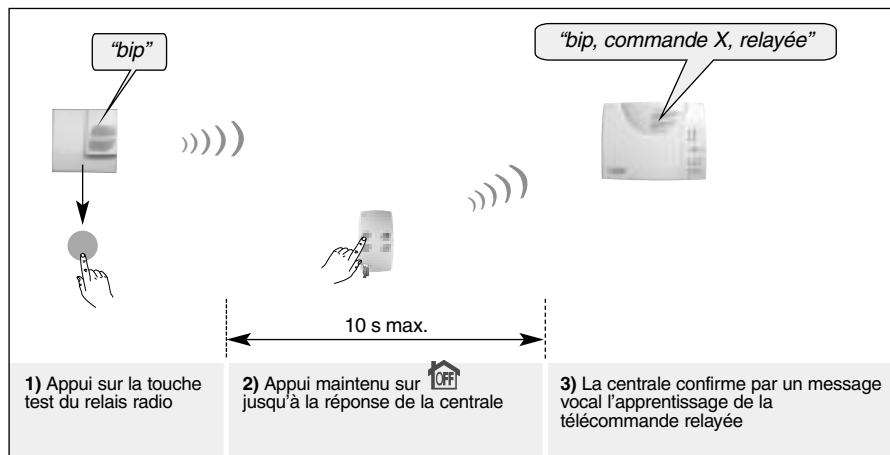 “bip”
“bip, commande X, relayée”
10 s max.
1) Appui sur la touche
test du relais radio
2) Appui maintenu sur OFF
jusqu’à la réponse de la centrale
3) La centrale confirme par un message
vocal l’apprentissage de la
télécommande relayée